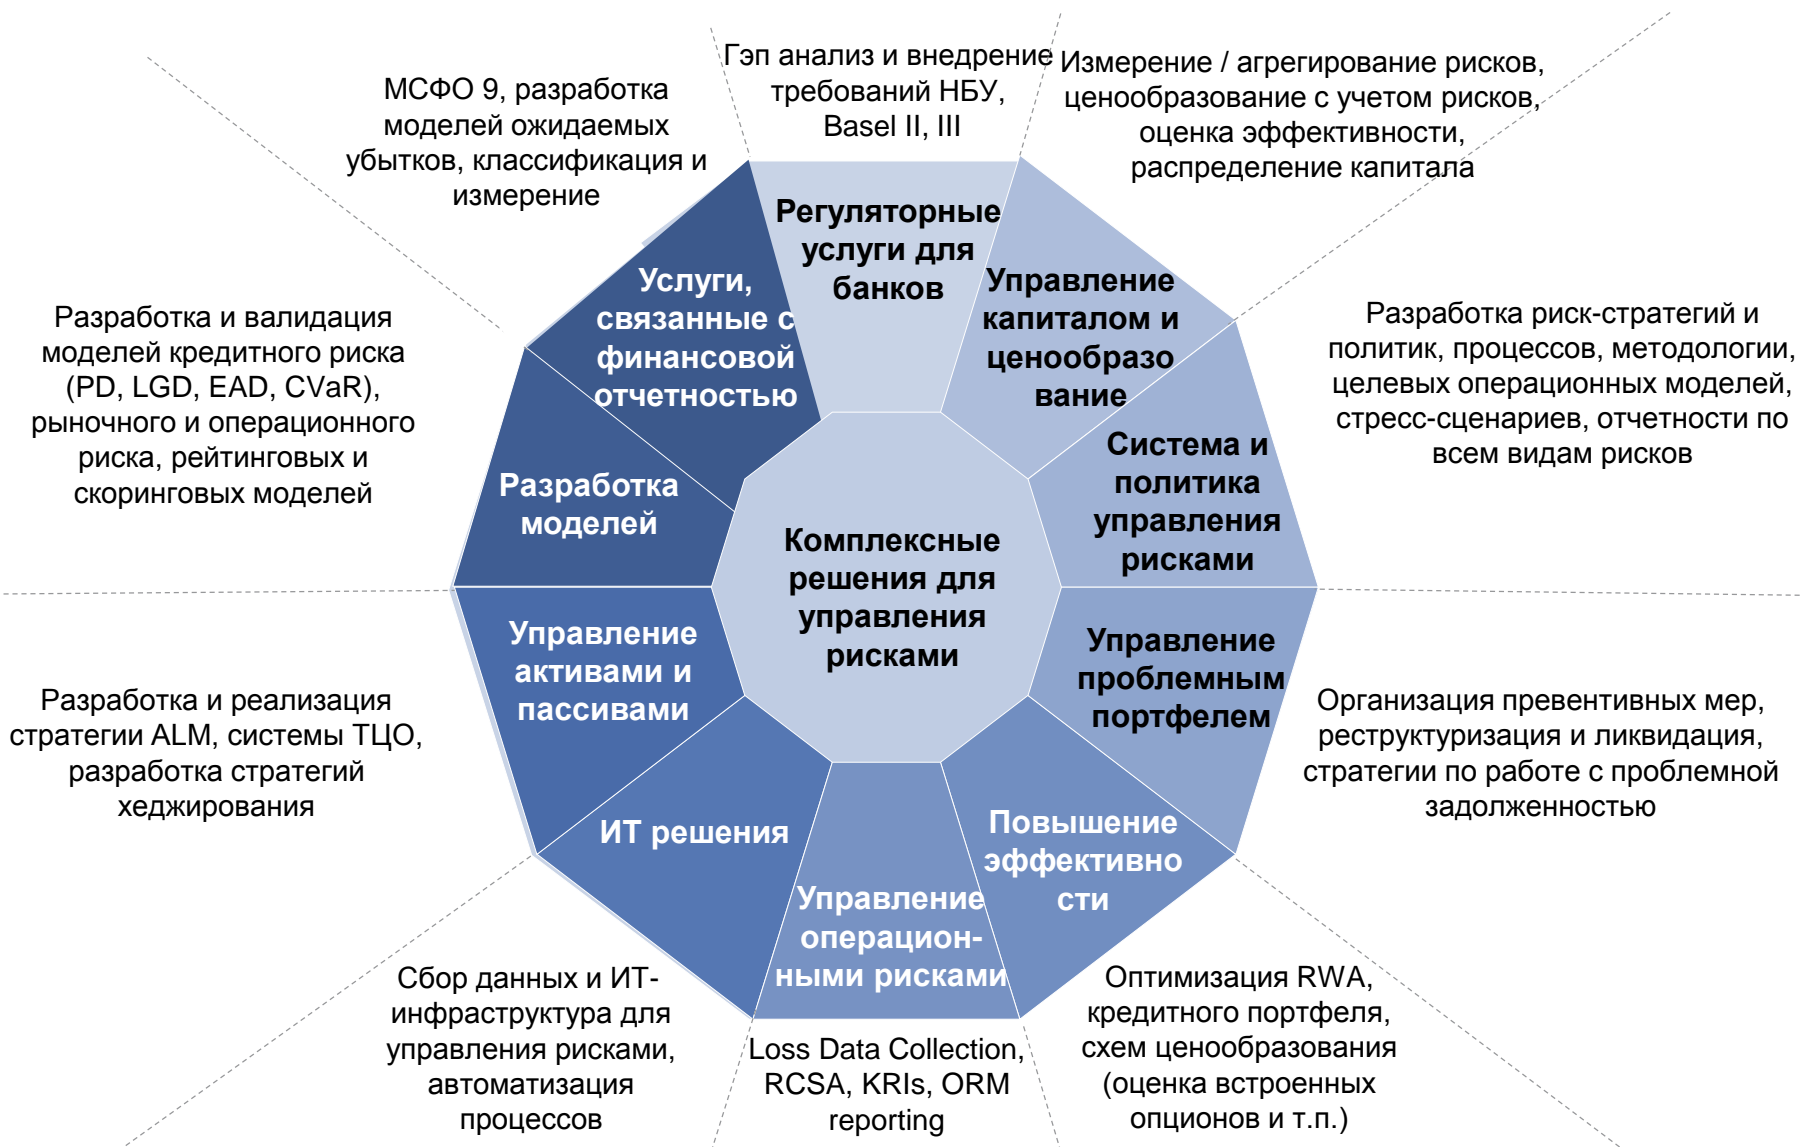 Гэп анализ и внедрение
требований НБУ,
Basel II, III
Измерение / агрегирование рисков,
ценообразование с учетом рисков,
оценка эффективности,
распределение капитала
МСФО 9, разработка
моделей ожидаемых
убытков, классификация и
измерение
Регуляторные
услуги для
банков
Услуги,
связанные с
финансовой
отчетностью
Управление
капиталом и
ценообразо
вание
Разработка и валидация
моделей кредитного риска
(PD, LGD, EAD, CVaR),
рыночного и операционного
риска, рейтинговых и
скоринговых моделей
Разработка риск-стратегий и
политик, процессов, методологии,
целевых операционных моделей,
стресс-сценариев, отчетности по
всем видам рисков
Разработка
моделей
Система и
политика
управления
рисками
Комплексные
решения для
управления
рисками
Управление
активами и
пассивами
Управление
проблемным
портфелем
Разработка и реализация
стратегии ALM, системы ТЦО,
разработка стратегий
хеджирования
Организация превентивных мер,
реструктуризация и ликвидация,
стратегии по работе с проблемной
задолженностью
ИТ решения
Повышение
эффективно
сти
Управление
операцион-
ными рисками
Сбор данных и ИТ-
инфраструктура для
управления рисками,
автоматизация
процессов
Loss Data Collection,
RCSA, KRIs, ORM
reporting
Оптимизация RWA,
кредитного портфеля,
схем ценообразования
(оценка встроенных
опционов и т.п.)